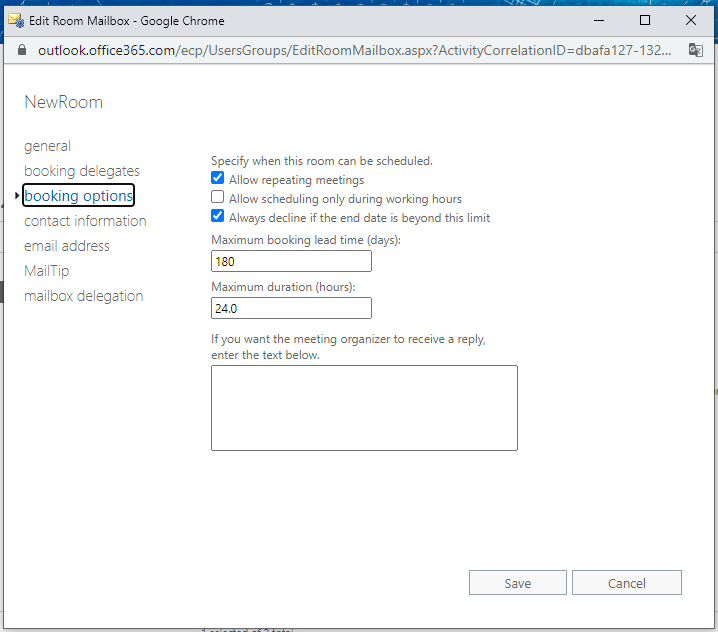 Edit Room Mailbox - Google Chrome
outlook.office365.com/ecp/UsersGroups/EditRoomMailbox.aspx?ActivityCorrelationID=dbafa127-132...
NewRoom
general
booking delegates
booking options
contact information
email address
MailTip
mailbox delegation
Specify when this room can be scheduled.
Allow repeating meetings
Allow scheduling only during working hours
Always decline if the end date is beyond this limit
Maximum booking lead time (days):
180
Maximum duration (hours):
24.0
If you want the meeting organizer to receive a reply,
enter the text below.
Save
Cancel